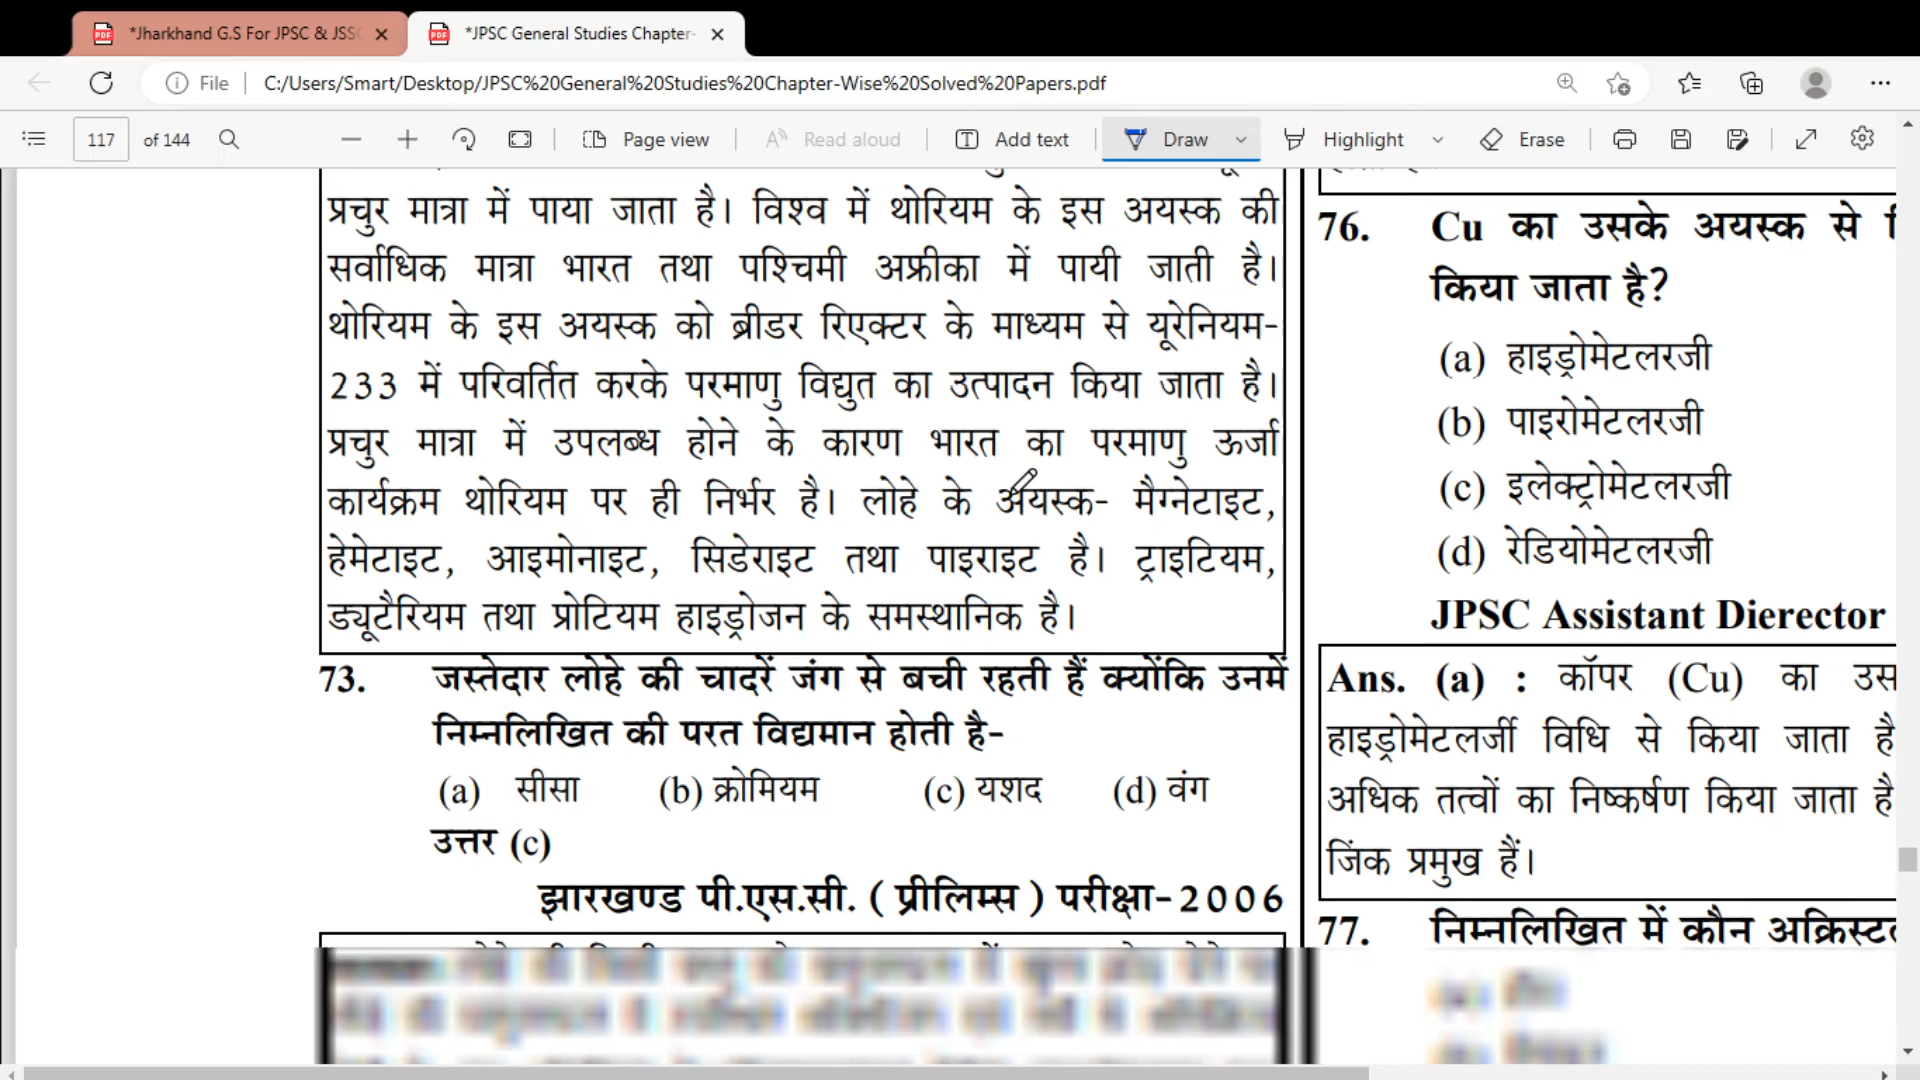 *Jharkhand G.S For JPSC & JSSC
*JPSC General Studies Chapter-
File C:/Users/Smart/Desktop/JPSC%20General%20Studies%20Chapter-Wise%20Solved%20Papers.pdf
117 of 144 Page view Read aloud Add text Draw Highlight Erase
प्रचुर मात्रा में पाया जाता है। विश्व में थोरियम के इस अयस्क की
सर्वाधिक मात्रा भारत तथा पश्चिमी अफ्रीका में पायी जाती है।
थोरियम के इस अयस्क को ब्रीडर रिएक्टर के माध्यम से यूरेनियम-
233 में परिवर्तित करके परमाणु विद्युत का उत्पादन किया जाता है।
प्रचुर मात्रा में उपलब्ध होने के कारण भारत का परमाणु ऊर्जा
कार्यक्रम थोरियम पर ही निर्भर है। लोहे के अयस्क- मैग्नेटाइट,
हेमेटाइट, आइमोनाइट, सिडेराइट तथा पाइराइट है। ट्राइटियम,
ड्यूटैरियम तथा प्रोटियम हाइड्रोजन के समस्थानिक है।
73. जस्तेदार लोहे की चादरें जंग से बची रहती हैं क्योंकि उनमें
निम्नलिखित की परत विद्यमान होती है-
(a) सीसा (b) क्रोमियम (c) यशद (d) वंग
उत्तर (c)
झारखण्ड पी.एस.सी. ( प्रीलिम्स ) परीक्षा-2006
76. Cu का उसके अयस्क से
किया जाता है?
(a) हाइड्रोमेटलरजी
(b) पाइरोमेटलरजी
(c) इलेक्ट्रोमेटलरजी
(d) रेडियोमेटलरजी
JPSC Assistant Dierector
Ans. (a) : कॉपर (Cu) का उस
हाइड्रोमेटलर्जी विधि से किया जाता है
अधिक तत्वों का निष्कर्षण किया जाता है
जिंक प्रमुख हैं।
77. निम्नलिखित में कौन